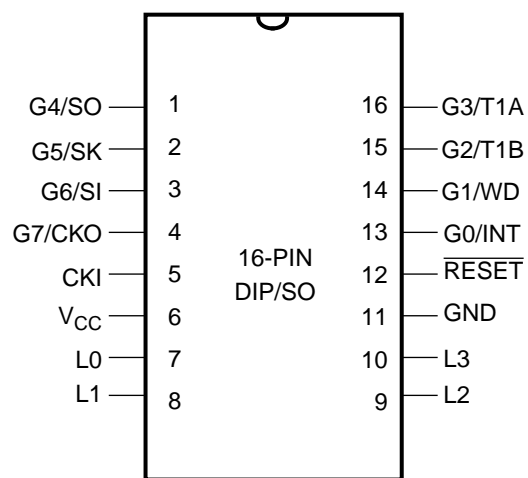 G4/SO 1 16 G3/T1A
G5/SK 2 15 G2/T1B
G6/SI 3 14 G1/WD
G7/CKO 4 13 G0/INT
16-PIN
CKI 5 12 RESET
DIP/SO
VCC 6 11 GND
L0 7 10 L3
L1 8 9 L2